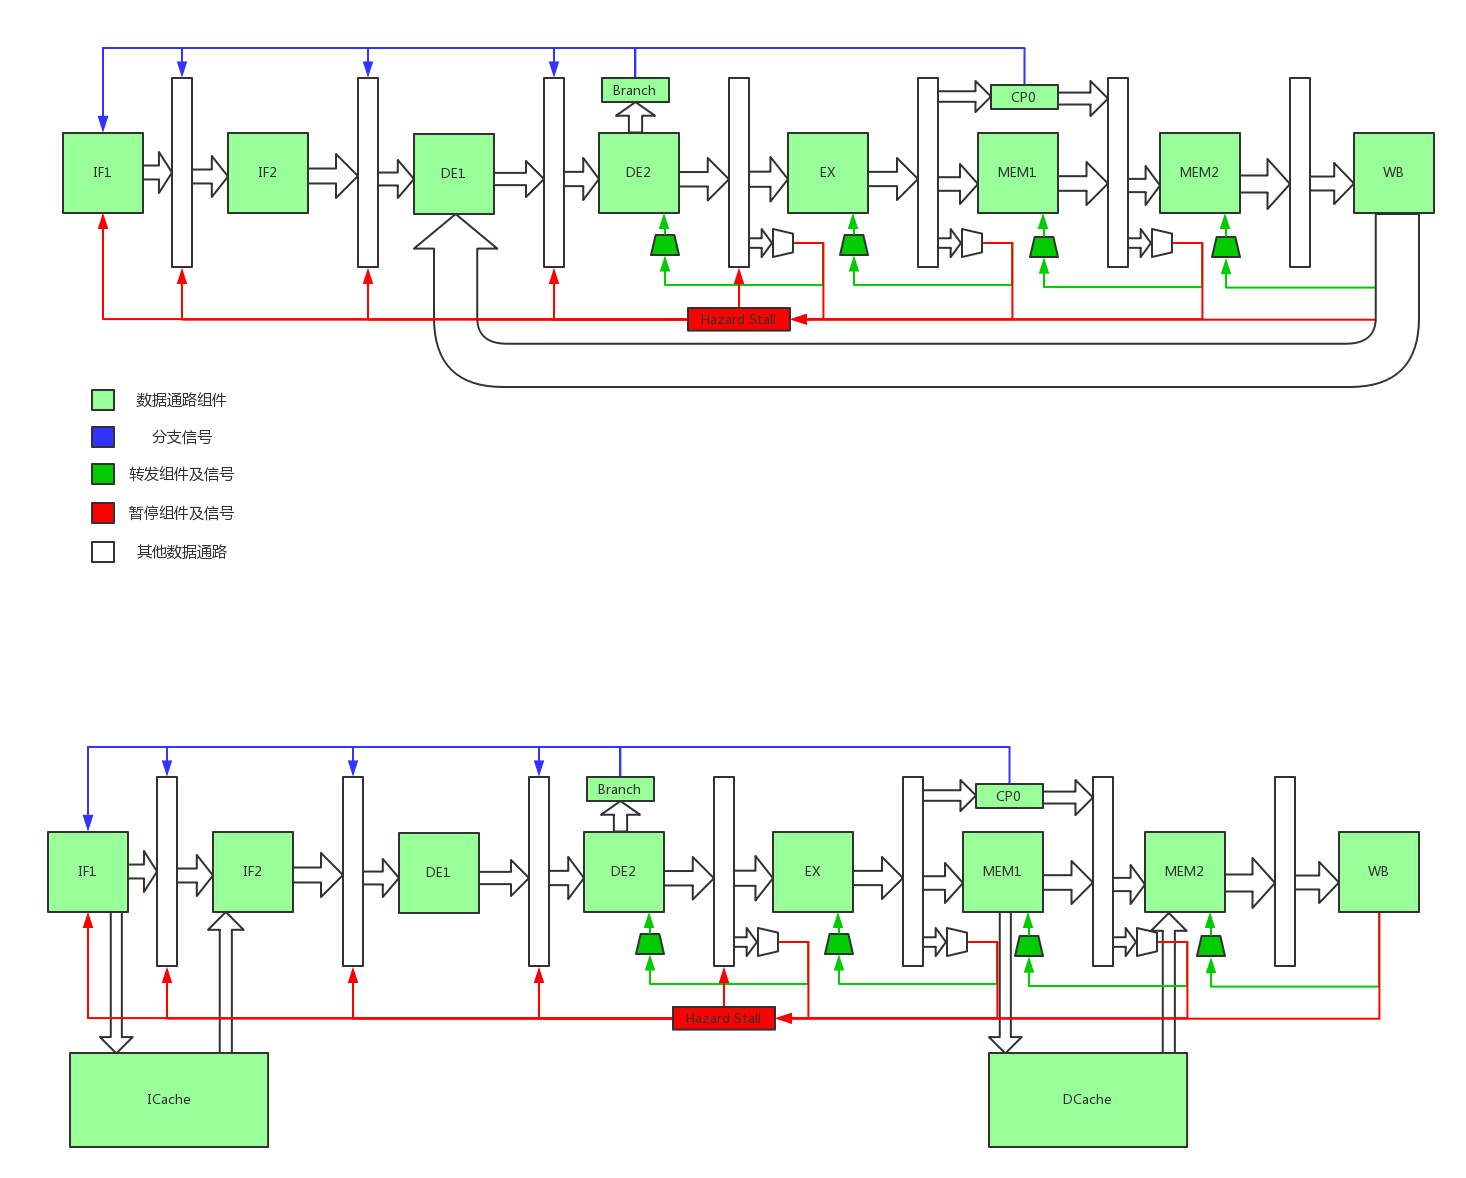 Branch
CP0
IF1
IF2
DE1
DE2
EX
MEM1
MEM2
WB
Hazard Stall
数据通路组件
分支信号
转发组件及信号
暂停组件及信号
其他数据通路
Branch
CP0
IF1
IF2
DE1
DE2
EX
MEM1
MEM2
WB
Hazard Stall
ICache
DCache